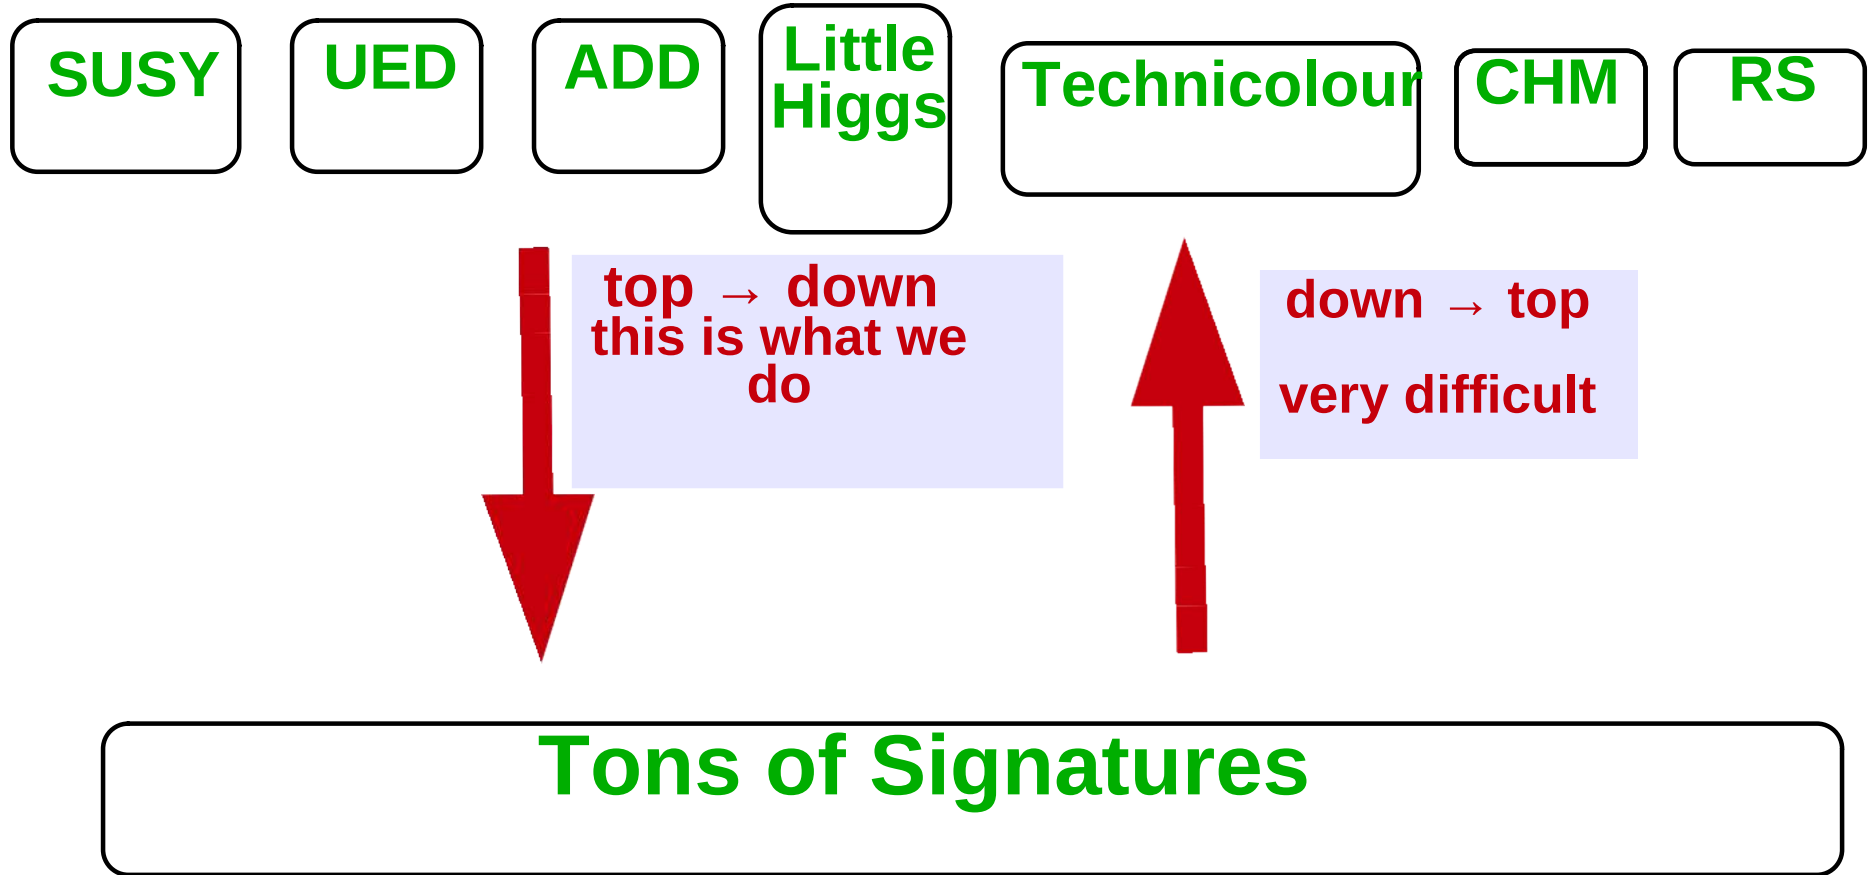 SUSY
UED
ADD
Little
Higgs
Technicolour
CHM
RS
top → down
this is what we
do
down → top
very difficult
Tons of Signatures